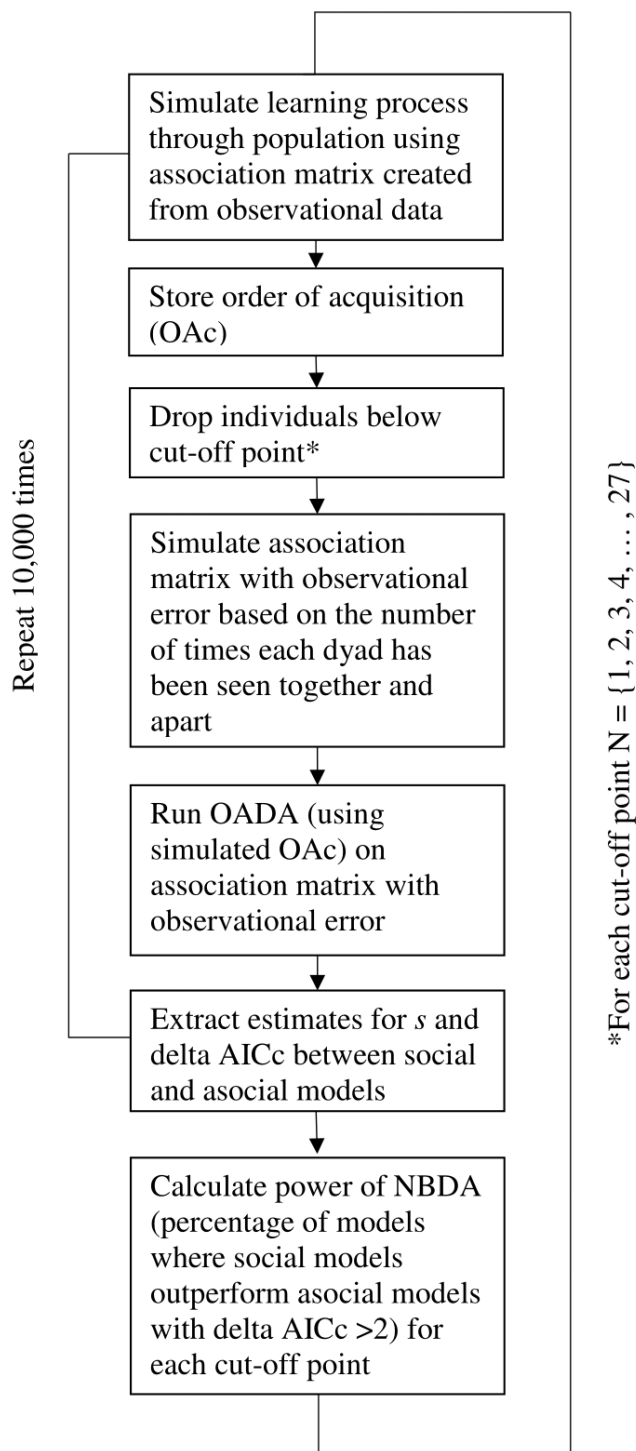 Simulate learning process
through population using
association matrix created
from observational data
Store order of acquisition
(OAc)
Drop individuals below
cut-off point*
Simulate association
matrix with observational
error based on the number
of times each dyad has
been seen together and
apart
Run OADA (using
simulated OAc) on
association matrix with
observational error
Extract estimates for s and
delta AICc between social
and asocial models
Calculate power of NBDA
(percentage of models
where social models
outperform asocial models
with delta AICc >2) for
each cut-off point
Repeat 10,000 times
*For each cut-off point N = {1, 2, 3, 4, … , 27}